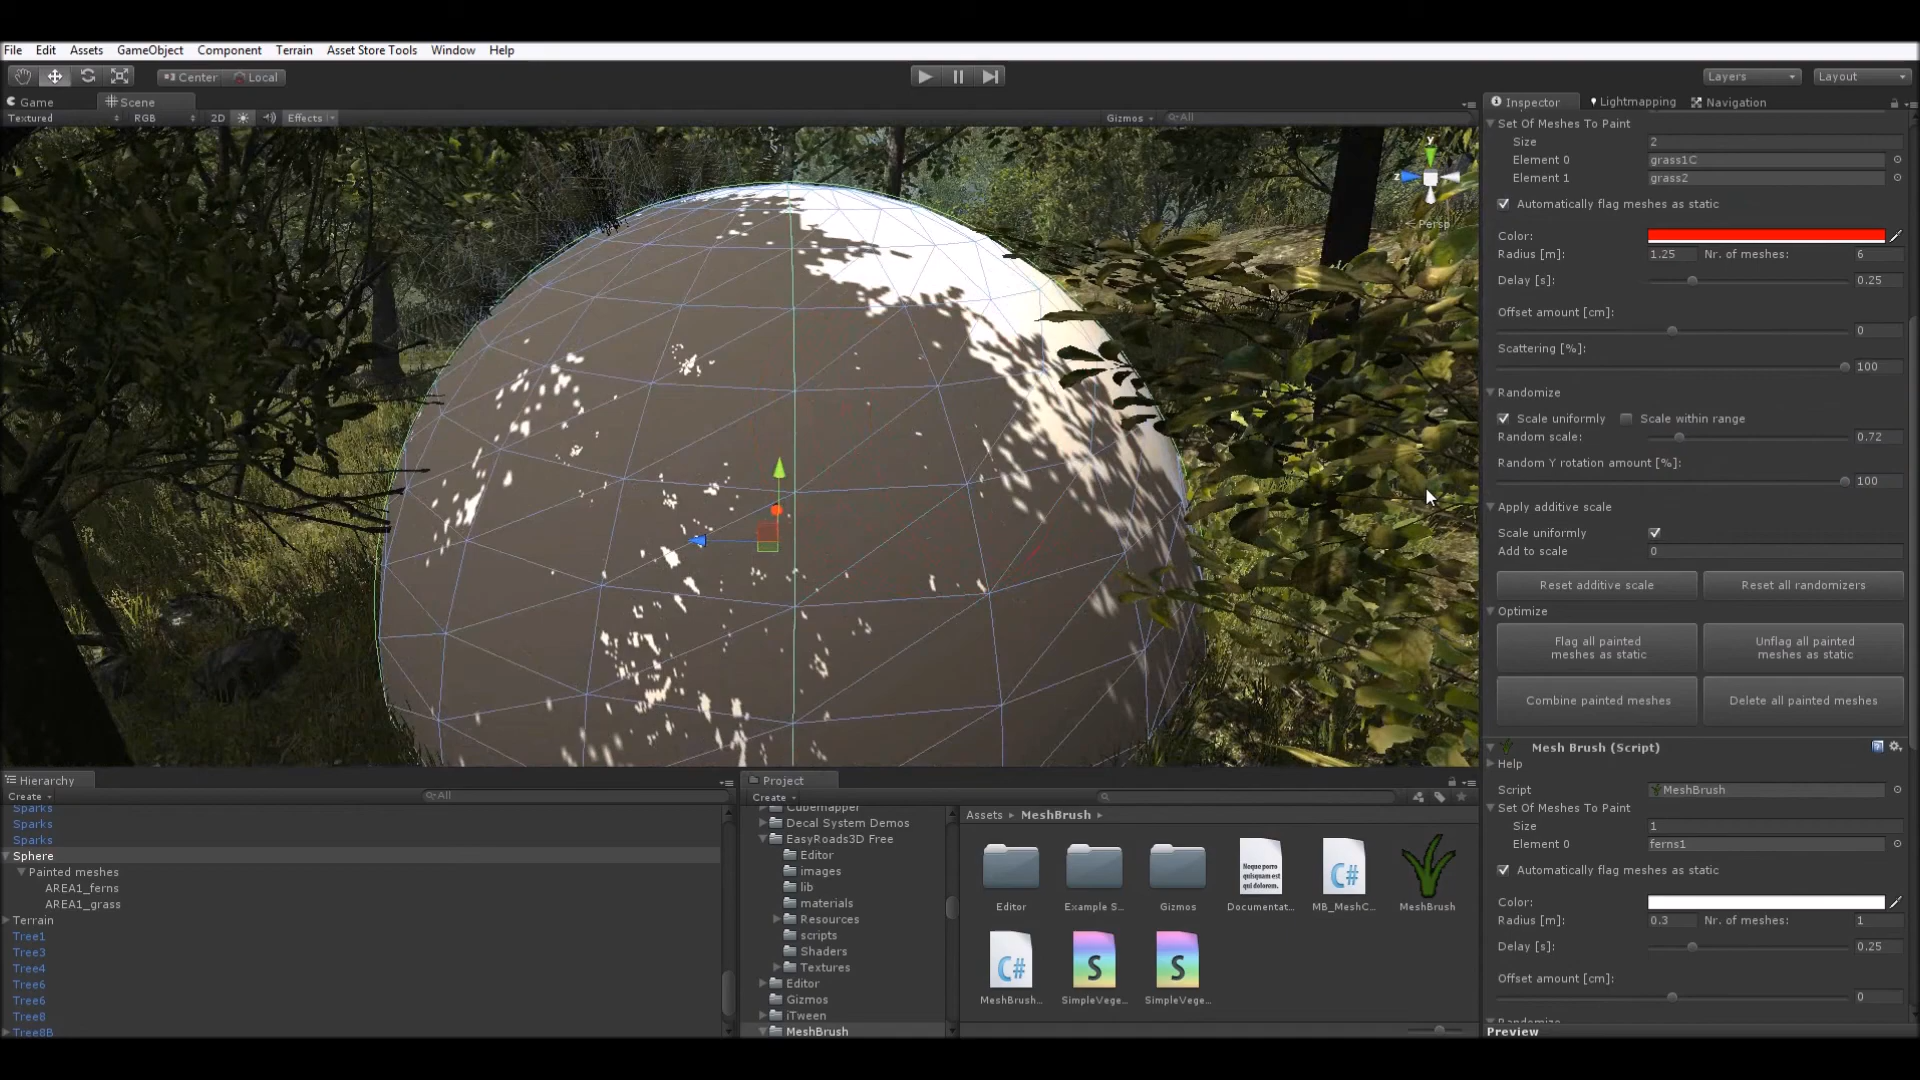 File Edit Assets GameObject Component Terrain Asset Store Tools Window Help
Center Local Layers Layout
Game Scene
Textured RGB 2D Effects Gizmos All
y
z
Persp
Inspector Lightmapping Navigation
Set Of Meshes To Paint
Size 2
Element 0 grass1C
Element 1 grass2
Automatically flag meshes as static
Color:
Radius [m]: 1.25 Nr. of meshes: 6
Delay [s]: 0.25
Offset amount [cm]:
0
Scattering [%]:
100
Randomize
Scale uniformly Scale within range
Random scale: 0.72
Random Y rotation amount [%]:
100
Apply additive scale
Scale uniformly
Add to scale 0
Reset additive scale Reset all randomizers
Optimize
Flag all painted meshes as static Unflag all painted meshes as static
Combine painted meshes Delete all painted meshes
Mesh Brush (Script)
Help
Script MeshBrush
Set Of Meshes To Paint
Size 1
Element 0 ferns1
Automatically flag meshes as static
Color:
Radius [m]: 0.3 Nr. of meshes: 1
Delay [s]: 0.25
Offset amount [cm]:
0
Randomize
Preview
Hierarchy
Create All
Sparks
Sparks
Sparks
Sphere
Painted meshes
AREA1_ferns
AREA1_grass
Terrain
Tree1
Tree3
Tree4
Tree6
Tree6
Tree8
Tree8B
Project
Create
Cubemapper
Decal System Demos
EasyRoads3D Free
Editor
images
lib
materials
Resources
scripts
Shaders
Textures
Editor
Gizmos
iTween
MeshBrush
Assets MeshBrush
Neque porro quisquam est qui dolorem.
C#
Editor Example S... Gizmos Documentat... MB_MeshC... MeshBrush
C# S S
MeshBrush... SimpleVege... SimpleVege...